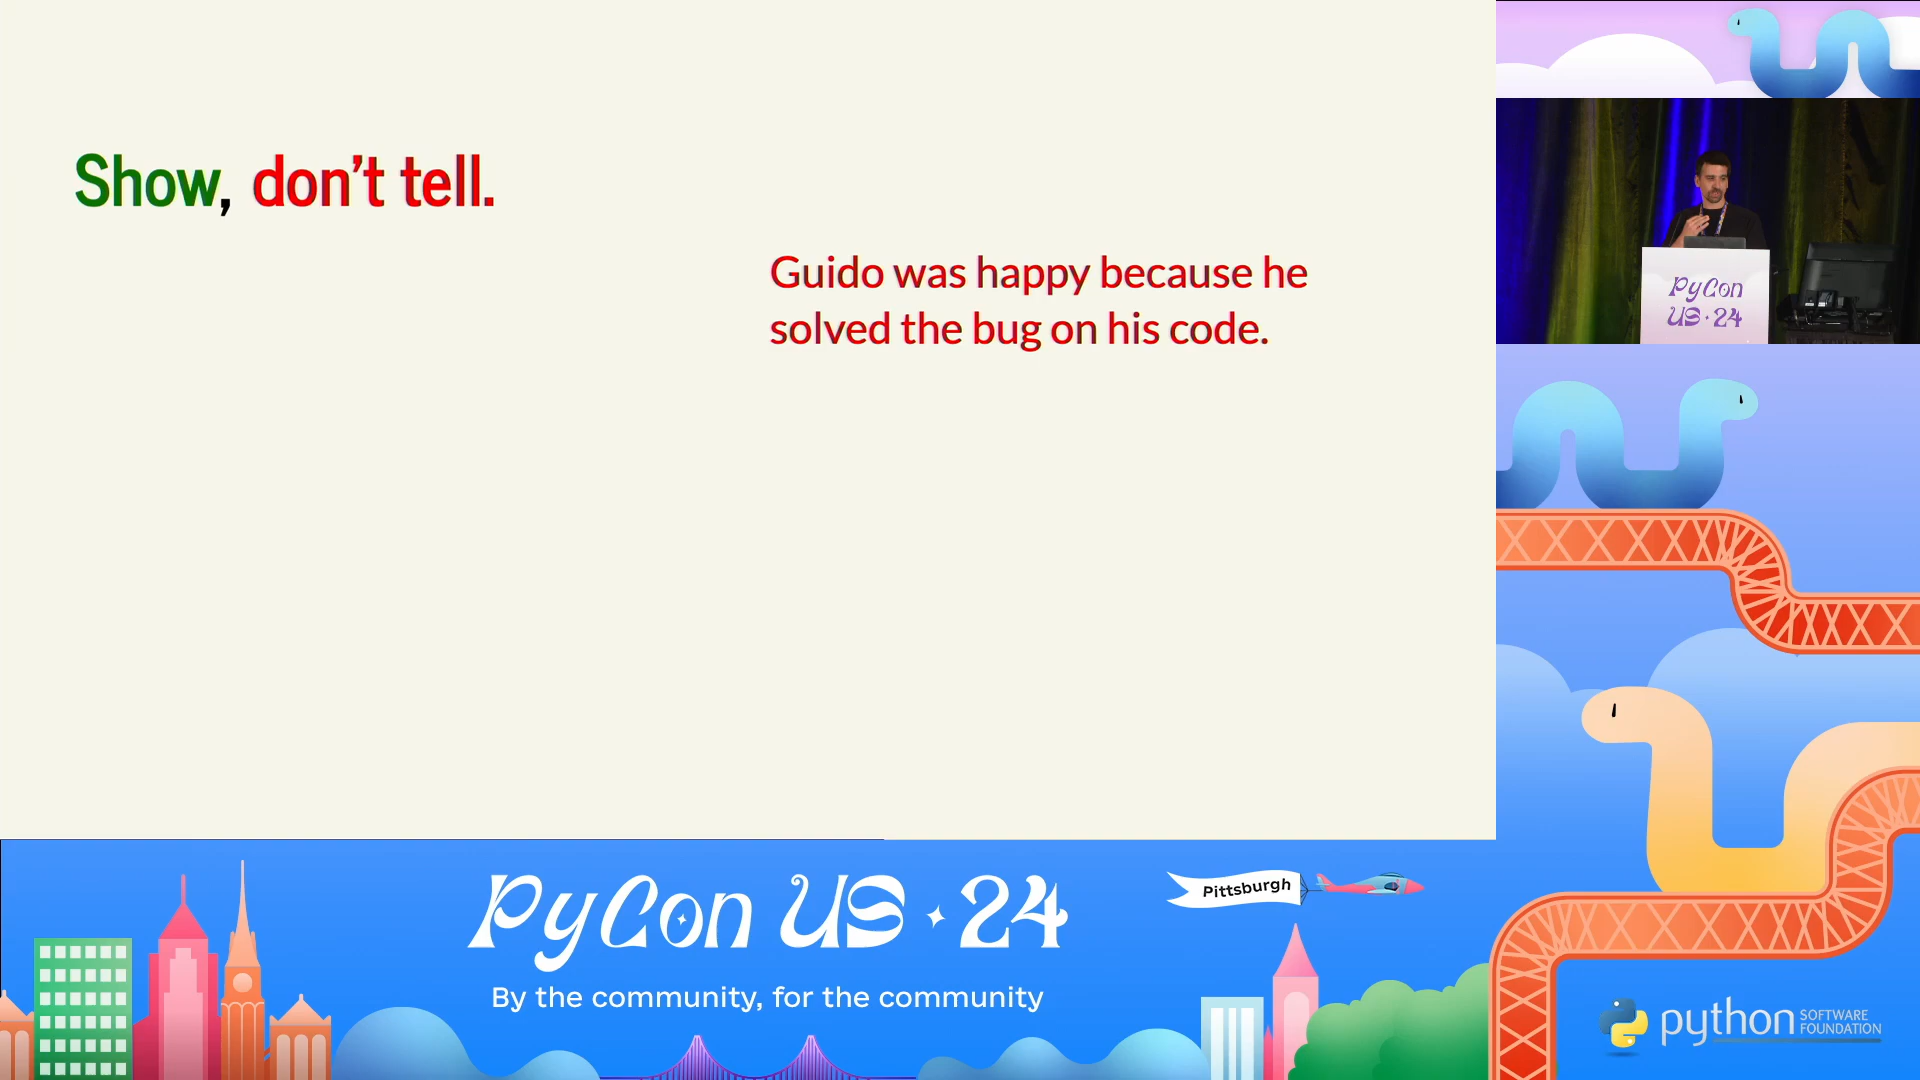 Show, don't tell.
Guido was happy because he
solved the bug on his code.
PyCon
US · 24
PyCon US · 24
Pittsburgh
By the community, for the community
python SOFTWARE
FOUNDATION